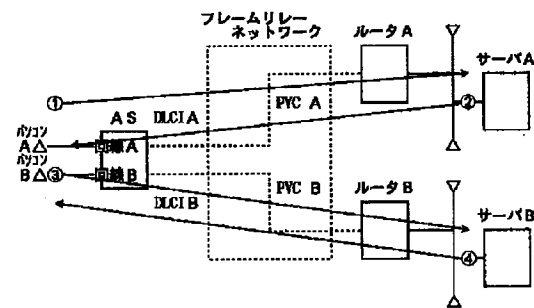 フレームリレー
ネットワーク
ルータA
サーバA
①
②
AS
DLCIA
PVC A
パソコン
A△
回線A
パソコン
B△③
回線B
DLCIB
PVC B
ルータB
サーバB
④